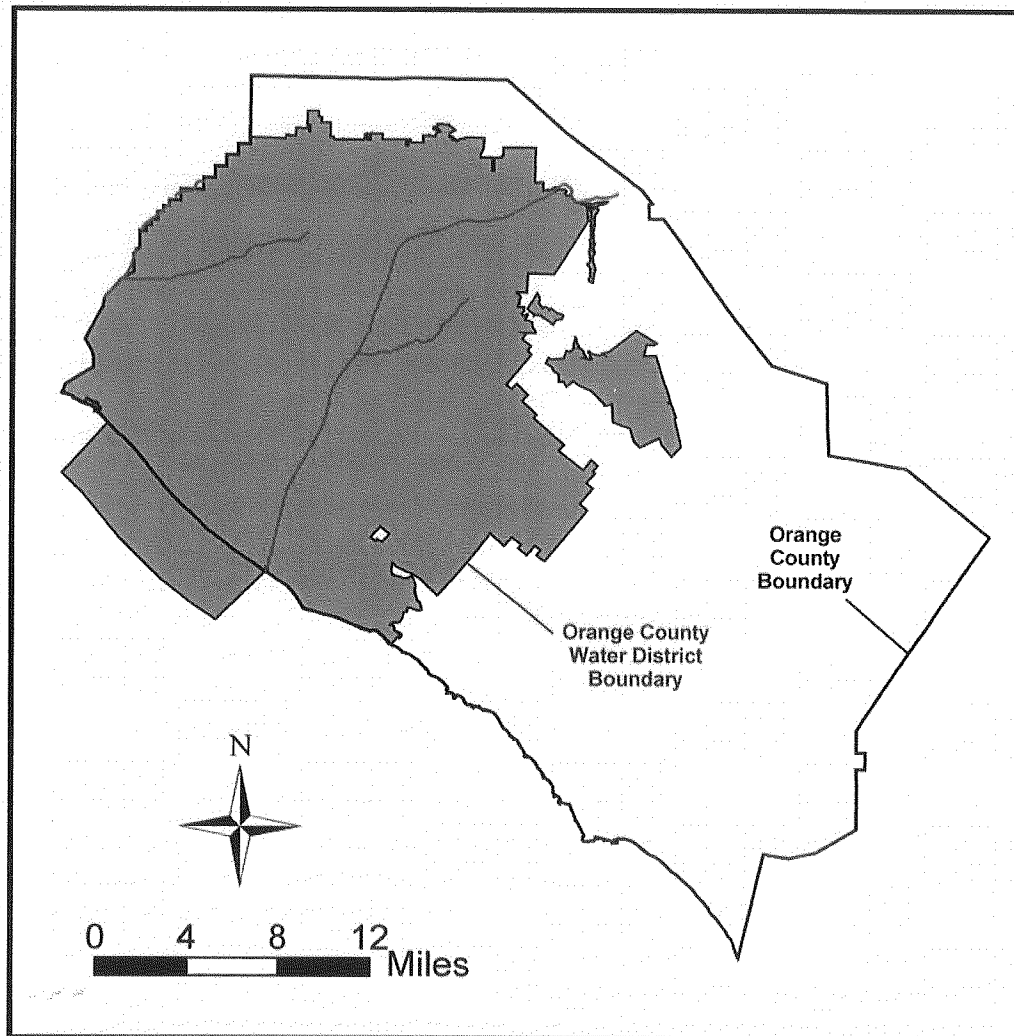 Orange
County
Boundary
Orange County
Water District
Boundary
N
0 4 8 12
Miles